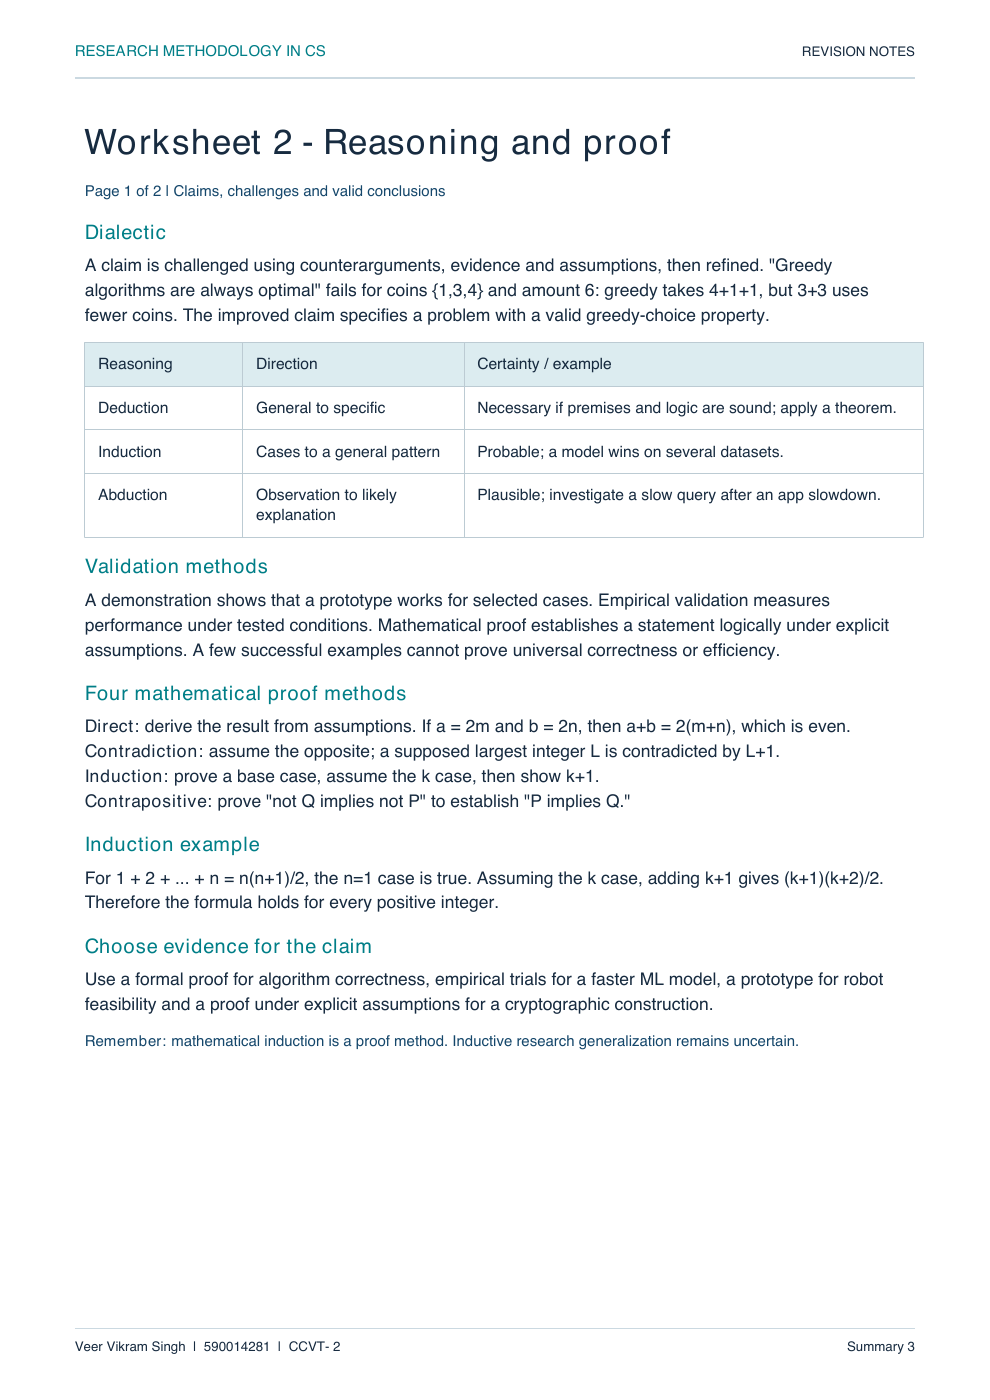 RESEARCH METHODOLOGY IN CS
REVISION NOTES
Worksheet 2 - Reasoning and proof
Page 1 of 2 | Claims, challenges and valid conclusions
Dialectic
A claim is challenged using counterarguments, evidence and assumptions, then refined. "Greedy
algorithms are always optimal" fails for coins {1,3,4} and amount 6: greedy takes 4+1+1, but 3+3 uses
fewer coins. The improved claim specifies a problem with a valid greedy-choice property.
Reasoning Direction Certainty / example
Deduction General to specific Necessary if premises and logic are sound; apply a theorem.
Induction Cases to a general pattern Probable; a model wins on several datasets.
Abduction Observation to likely Plausible; investigate a slow query after an app slowdown.
explanation
Validation methods
A demonstration shows that a prototype works for selected cases. Empirical validation measures
performance under tested conditions. Mathematical proof establishes a statement logically under explicit
assumptions. A few successful examples cannot prove universal correctness or efficiency.
Four mathematical proof methods
Direct: derive the result from assumptions. If a = 2m and b = 2n, then a+b = 2(m+n), which is even.
Contradiction: assume the opposite; a supposed largest integer L is contradicted by L+1.
Induction: prove a base case, assume the k case, then show k+1.
Contrapositive: prove "not Q implies not P" to establish "P implies Q."
Induction example
For 1 + 2 + ... + n = n(n+1)/2, the n=1 case is true. Assuming the k case, adding k+1 gives (k+1)(k+2)/2.
Therefore the formula holds for every positive integer.
Choose evidence for the claim
Use a formal proof for algorithm correctness, empirical trials for a faster ML model, a prototype for robot
feasibility and a proof under explicit assumptions for a cryptographic construction.
Remember: mathematical induction is a proof method. Inductive research generalization remains uncertain.
Veer Vikram Singh | 590014281 | CCVT- 2
Summary 3